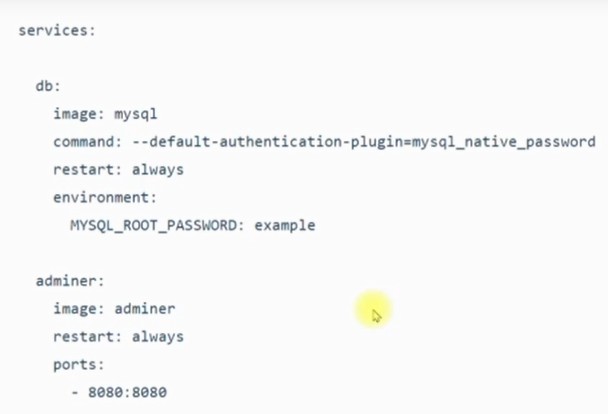 services:
db:
image: mysql
command: --default-authentication-plugin=mysql_native_password
restart: always
environment:
MYSQL_ROOT_PASSWORD: example
adminer:
image: adminer
restart: always
ports:
- 8080:8080